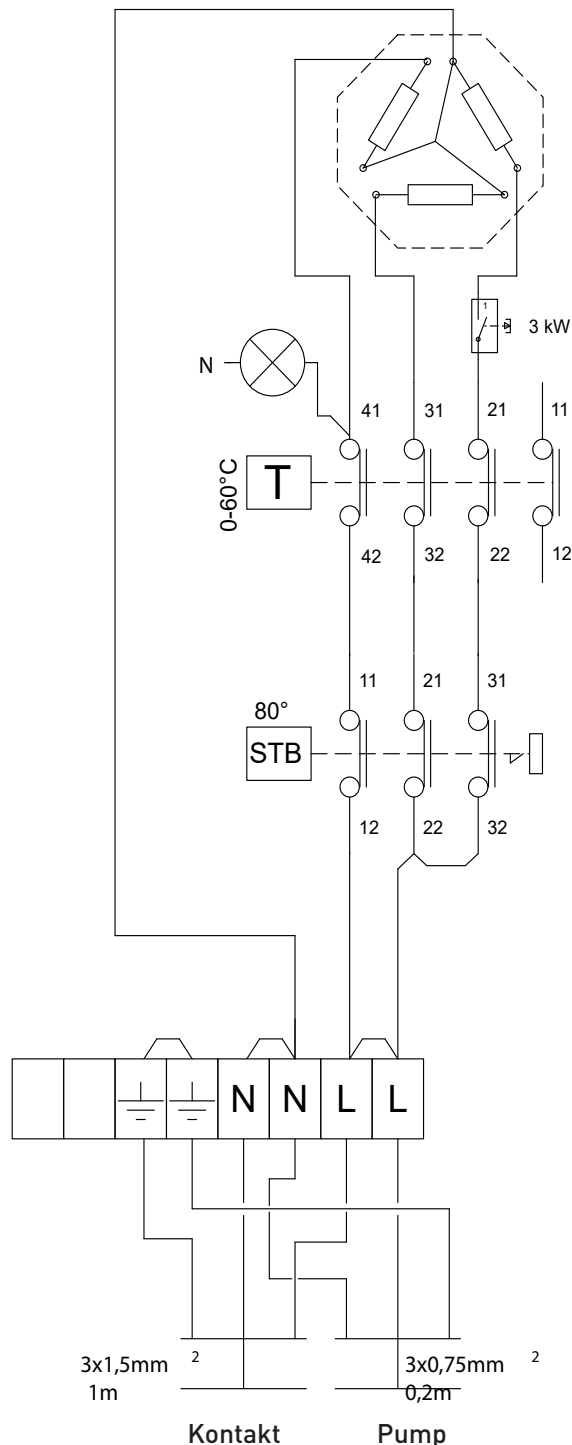 1
3 kW
N
41 31 21 11
0-60°C
T
42 32 22 12
11 21 31
80°
STB
12 22 32
N N L L
3x1,5mm 2
1m
3x0,75mm 2
0,2m
Kontakt
Pump